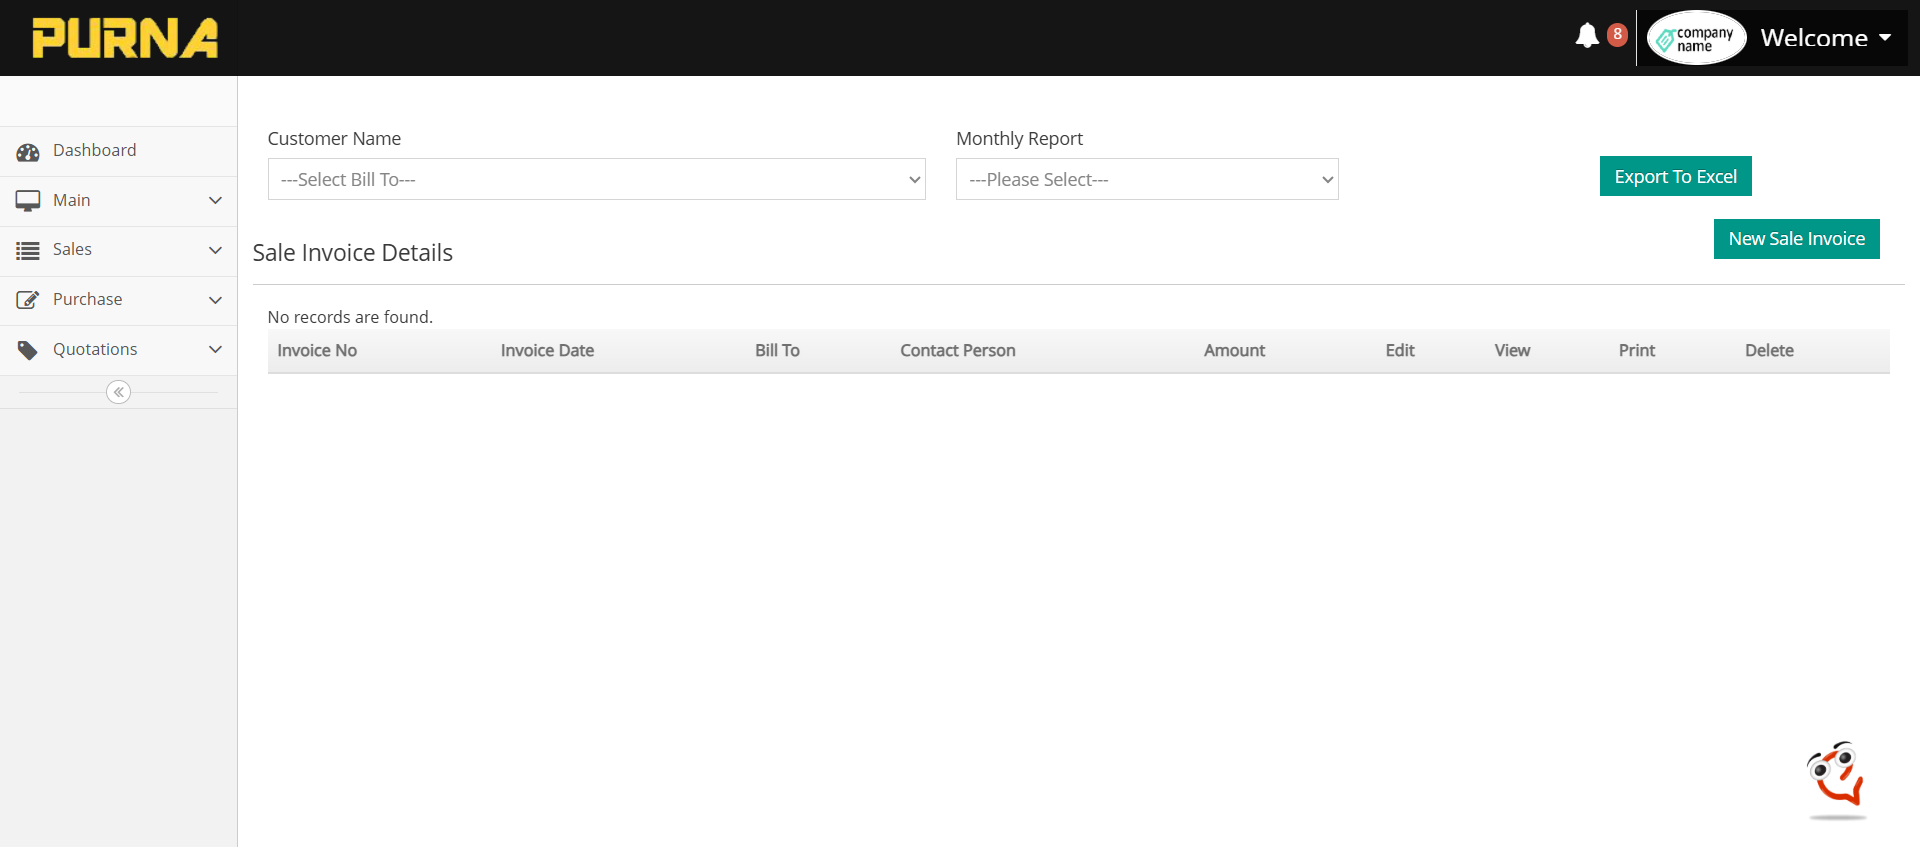 PURNA
8
company
name
Welcome
Dashboard
Main
Sales
Purchase
Quotations
Customer Name
Monthly Report
---Select Bill To---
---Please Select---
Export To Excel
New Sale Invoice
Sale Invoice Details
No records are found.
Invoice No Invoice Date Bill To Contact Person Amount Edit View Print Delete